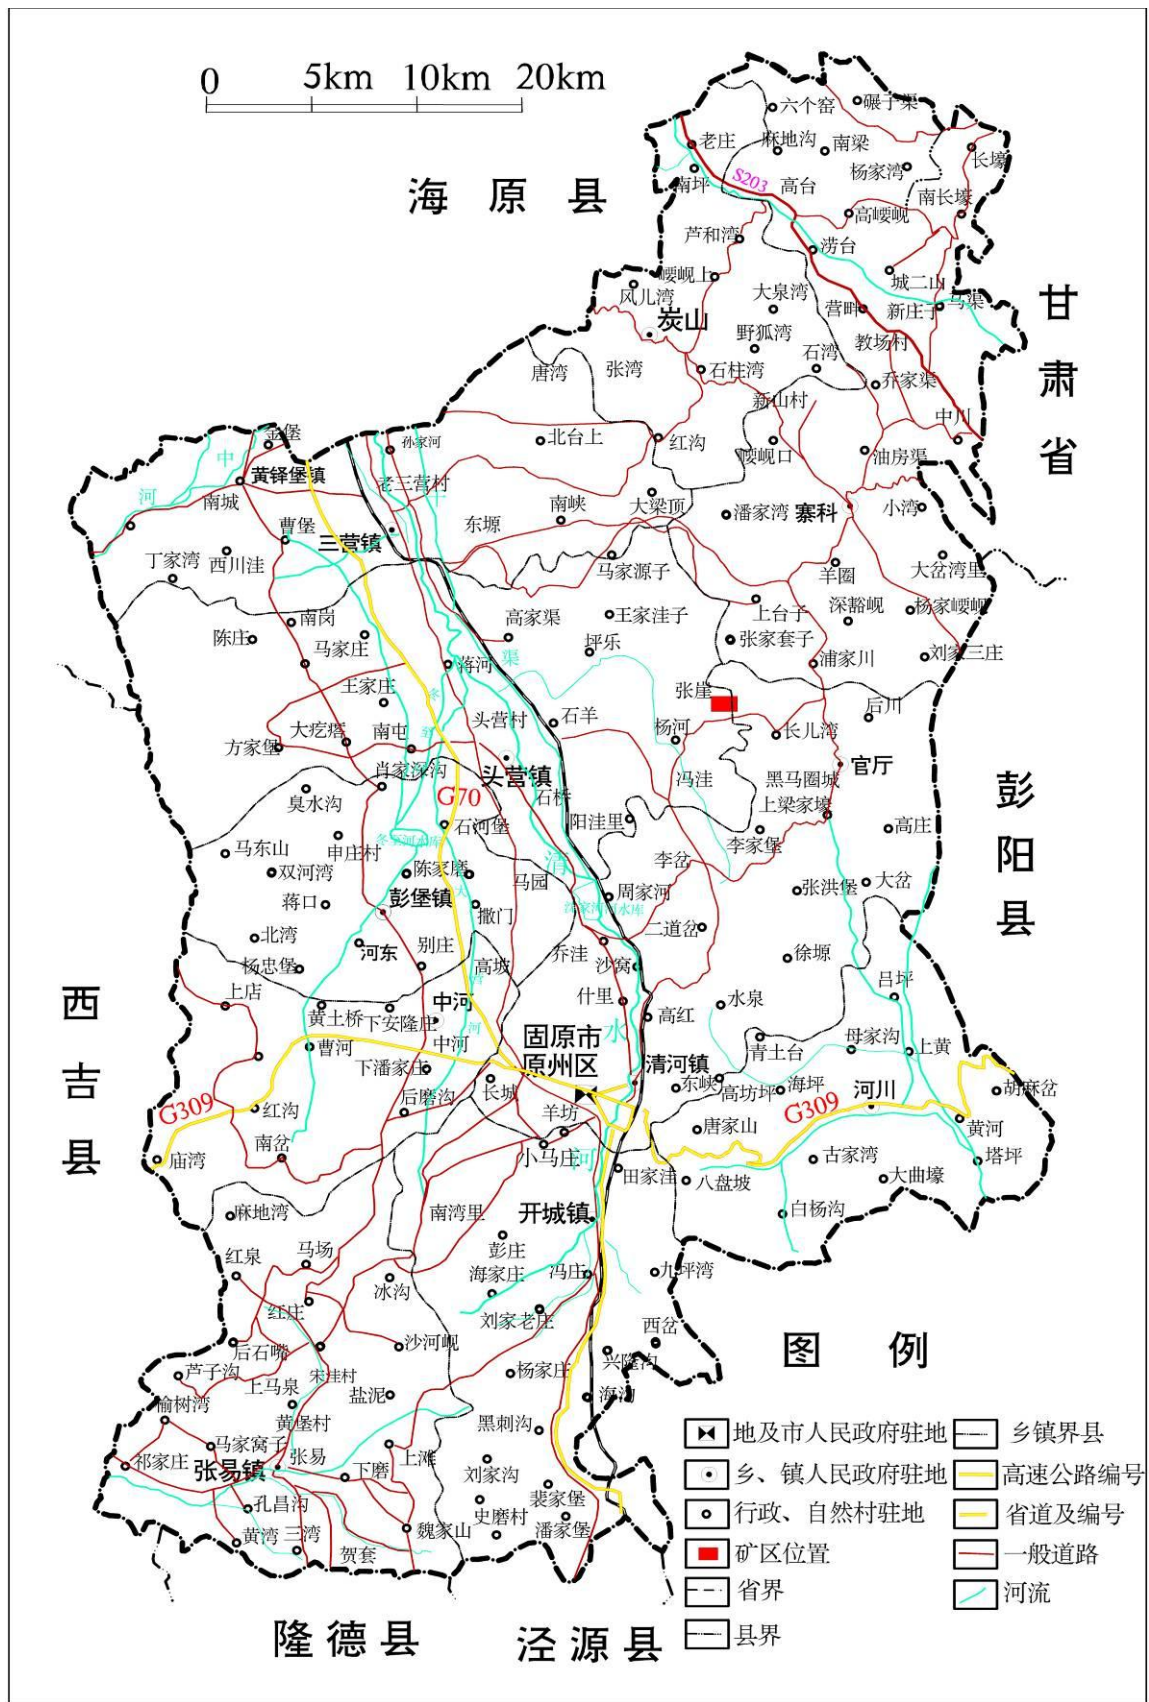 0 5km 10km 20km
海原县
甘肃省
彭阳县
西吉县
隆德县
泾源县
六个窑
碾子渠
老庄
麻地沟
南梁
长壕
杨家湾
南坪
S203
高台
南长壕
高崾岘
芦和湾
涝台
崾岘上
城二山
风儿湾
大泉湾
营畔
新庄子
马渠
炭山
野狐湾
教场村
石湾
唐湾
张湾
石柱湾
乔家渠
新山村
中川
金堡
孙家河
北台上
红沟
崾岘口
油房渠
中
河
黄铎堡镇
老三营村
南城
南峡
大梁顶
潘家湾
寨科
小湾
曹堡
三营镇
东塬
丁家湾
西川洼
马家源子
羊圈
大岔湾里
南岗
高家渠
王家洼子
上台子
深豁岘
杨家崾岘
陈庄
马家庄
坪乐
张家套子
蒋河
渠
浦家川
刘家三庄
王家庄
张崖
冬
至
大疙瘩
南屯
头营村
石羊
杨河
后川
方家堡
长儿湾
肖家深沟
头营镇
冯洼
黑马圈城
官厅
臭水沟
G70
石桥
上梁家壕
石河堡
阳洼里
李家堡
高庄
冬至河水库
马东山
申庄村
清
李岔
双河湾
陈家磨
马园
周家河
张洪堡
大岔
蒋口
彭堡镇
大
撒门
沈家河水库
二道岔
北湾
河东
别庄
高坡
乔洼
沙窝
徐塬
杨忠堡
上店
什里
吕坪
黄土桥
下安隆庄
中河
河
水
高红
水泉
曹河
中河
固原市
原州区
青土台
母家沟
上黄
下潘家庄
清河镇
红沟
后磨沟
长城
东峡
高坊坪
海坪
河川
胡麻岔
G309
G309
羊坊
唐家山
黄河
南岔
小马庄
河
庙湾
田家洼
八盘坡
古家湾
大曲壕
塔坪
麻地湾
南湾里
开城镇
白杨沟
红泉
马场
彭庄
海家庄
冯庄
九坪湾
冰沟
红庄
刘家老庄
后石嘴
沙河岘
西岔
兴隆沟
芦子沟
宋洼村
杨家庄
上马泉
盐泥
海沟
榆树湾
黄堡村
黑刺沟
马家窝子
祁家庄
张易镇
张易
上滩
下磨
刘家沟
孔昌沟
裴家堡
史磨村
黄湾
三湾
魏家山
潘家堡
贺套
图例
地及市人民政府驻地
乡镇界县
乡、镇人民政府驻地
高速公路编号
行政、自然村驻地
省道及编号
矿区位置
一般道路
省界
河流
县界